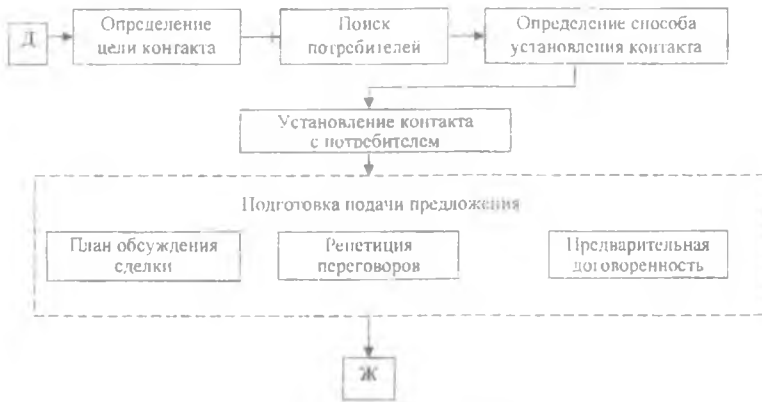 Д
Определение
цели контакта
Поиск
потребителей
Определение способа
установления контакта
Установление контакта
с потребителем
Подготовка подачи предложения
План обсуждения
сделки
Репетиция
переговоров
Предварительная
договоренность
Ж